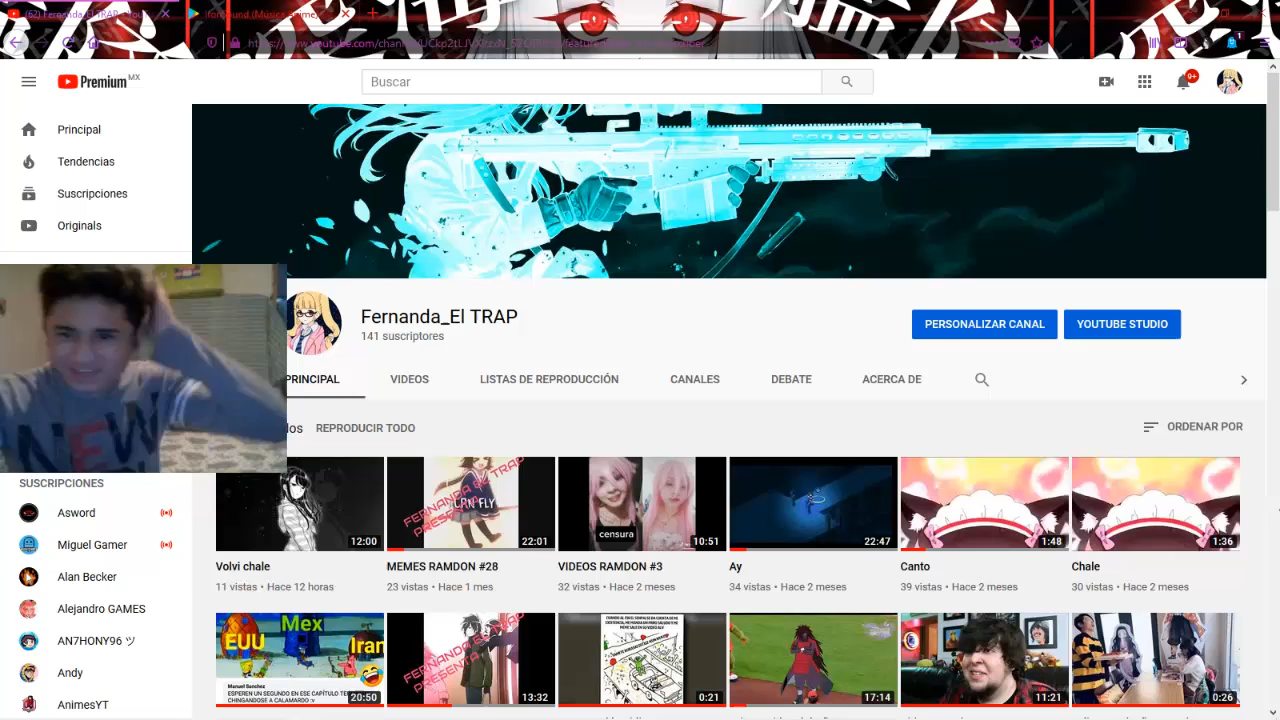 Premium MX
Buscar
Principal
Tendencias
Suscripciones
Originals
Fernanda_El TRAP
141 suscriptores
PERSONALIZAR CANAL
YOUTUBE STUDIO
PRINCIPAL
VIDEOS
LISTAS DE REPRODUCCIÓN
CANALES
DEBATE
ACERCA DE
REPRODUCIR TODO
ORDENAR POR
NEW
SUSCRIPCIONES
Asword
Miguel Gamer
Alan Becker
Alejandro GAMES
AN7HONY96 ツ
Andy
AnimesYT
12:00
FERNANDA EL TRAP
22:01
censura
10:51
22:47
1:48
1:36
Volvi chale
11 vistas • Hace 12 horas
MEMES RAMDON #28
23 vistas • Hace 1 mes
VIDEOS RAMDON #3
32 vistas • Hace 2 meses
Ay
34 vistas • Hace 2 meses
Canto
39 vistas • Hace 2 meses
Chale
30 vistas • Hace 2 meses
EUU
Mex
Iran
Manuel Sanchez
20:50
13:32
0:21
17:14
11:21
0:26